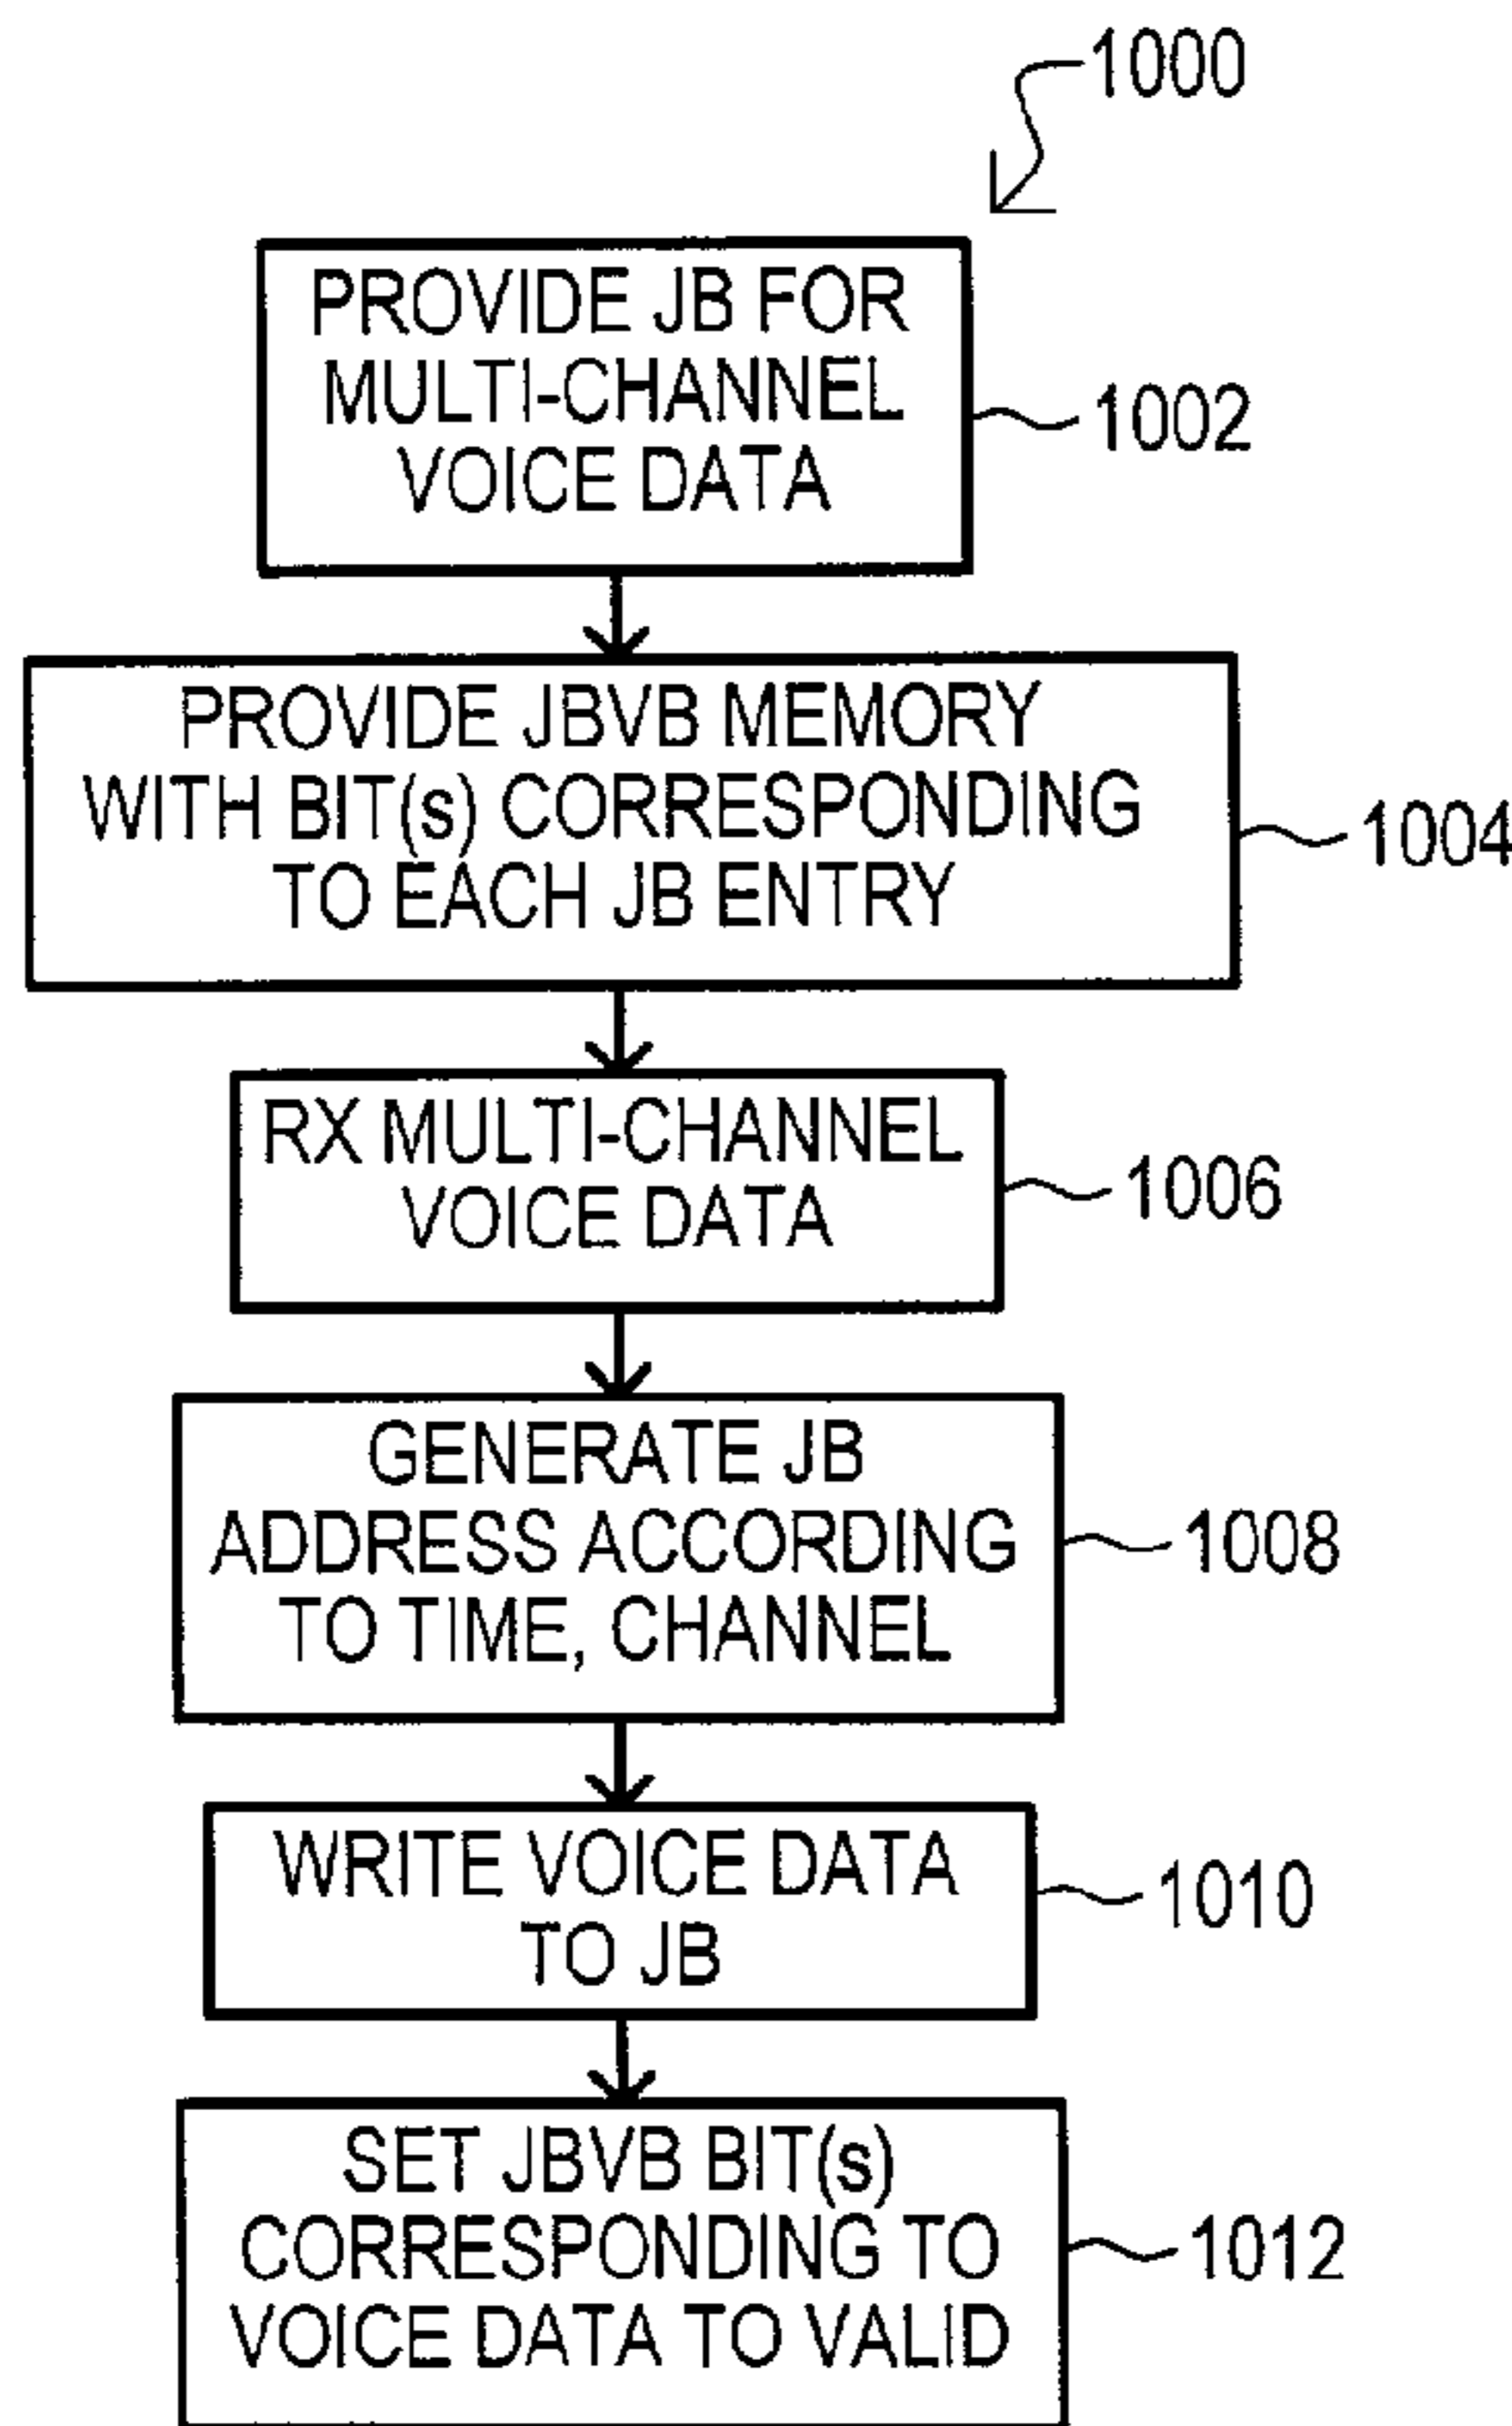 1000
PROVIDE JB FOR
MULTI-CHANNEL
VOICE DATA
1002
PROVIDE JBVB MEMORY
WITH BIT(s) CORRESPONDING
TO EACH JB ENTRY
1004
RX MULTI-CHANNEL
VOICE DATA
1006
GENERATE JB
ADDRESS ACCORDING
TO TIME, CHANNEL
1008
WRITE VOICE DATA
TO JB
1010
SET JBVB BIT(s)
CORRESPONDING TO
VOICE DATA TO VALID
1012